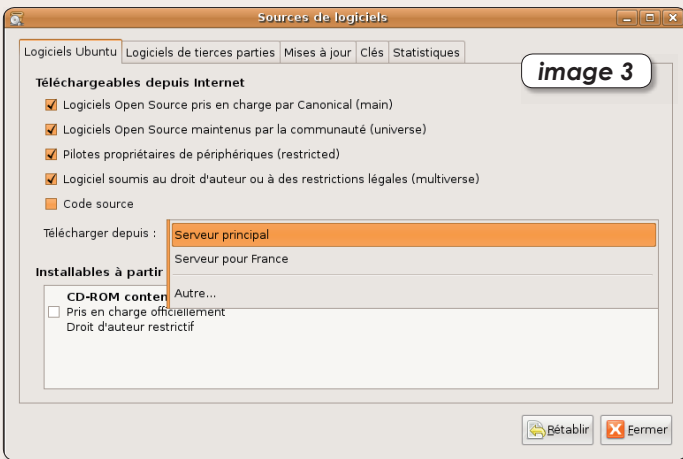 Sources de logiciels
Logiciels Ubuntu Logiciels de tierces parties Mises à jour Clés Statistiques
image 3
Téléchargeables depuis Internet
Logiciels Open Source pris en charge par Canonical (main)
Logiciels Open Source maintenus par la communauté (universe)
Pilotes propriétaires de périphériques (restricted)
Logiciel soumis au droit d'auteur ou à des restrictions légales (multiverse)
Code source
Télécharger depuis :
Serveur principal
Serveur pour France
Autre...
Installables à partir
CD-ROM conten
Pris en charge officiellement
Droit d'auteur restrictif
Rétablir Fermer